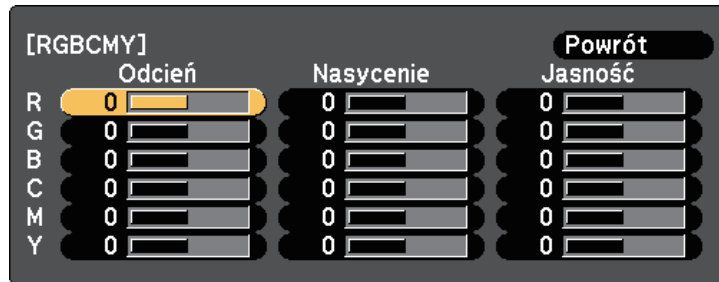 [RGBCMY] Powrót
Odcień Nasycenie Jasność
R 0 0 0
G 0 0 0
B 0 0 0
C 0 0 0
M 0 0 0
Y 0 0 0